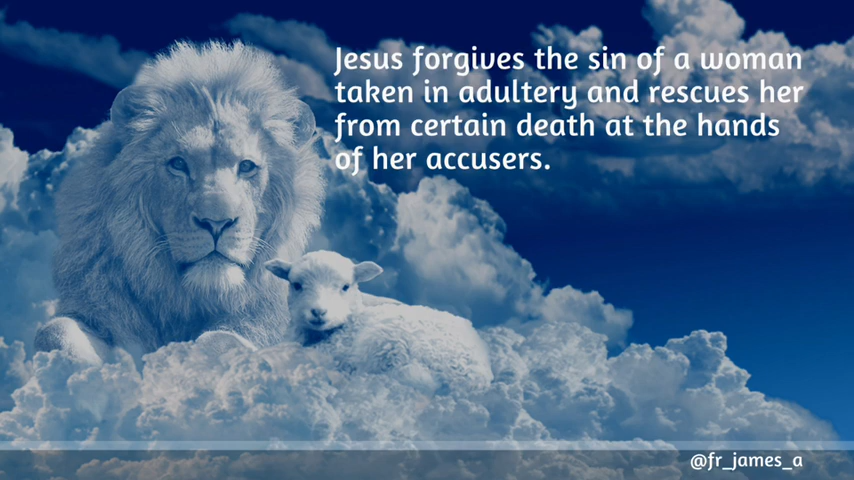 Jesus forgives the sin of a woman
taken in adultery and rescues her
from certain death at the hands
of her accusers.
@fr_james_a